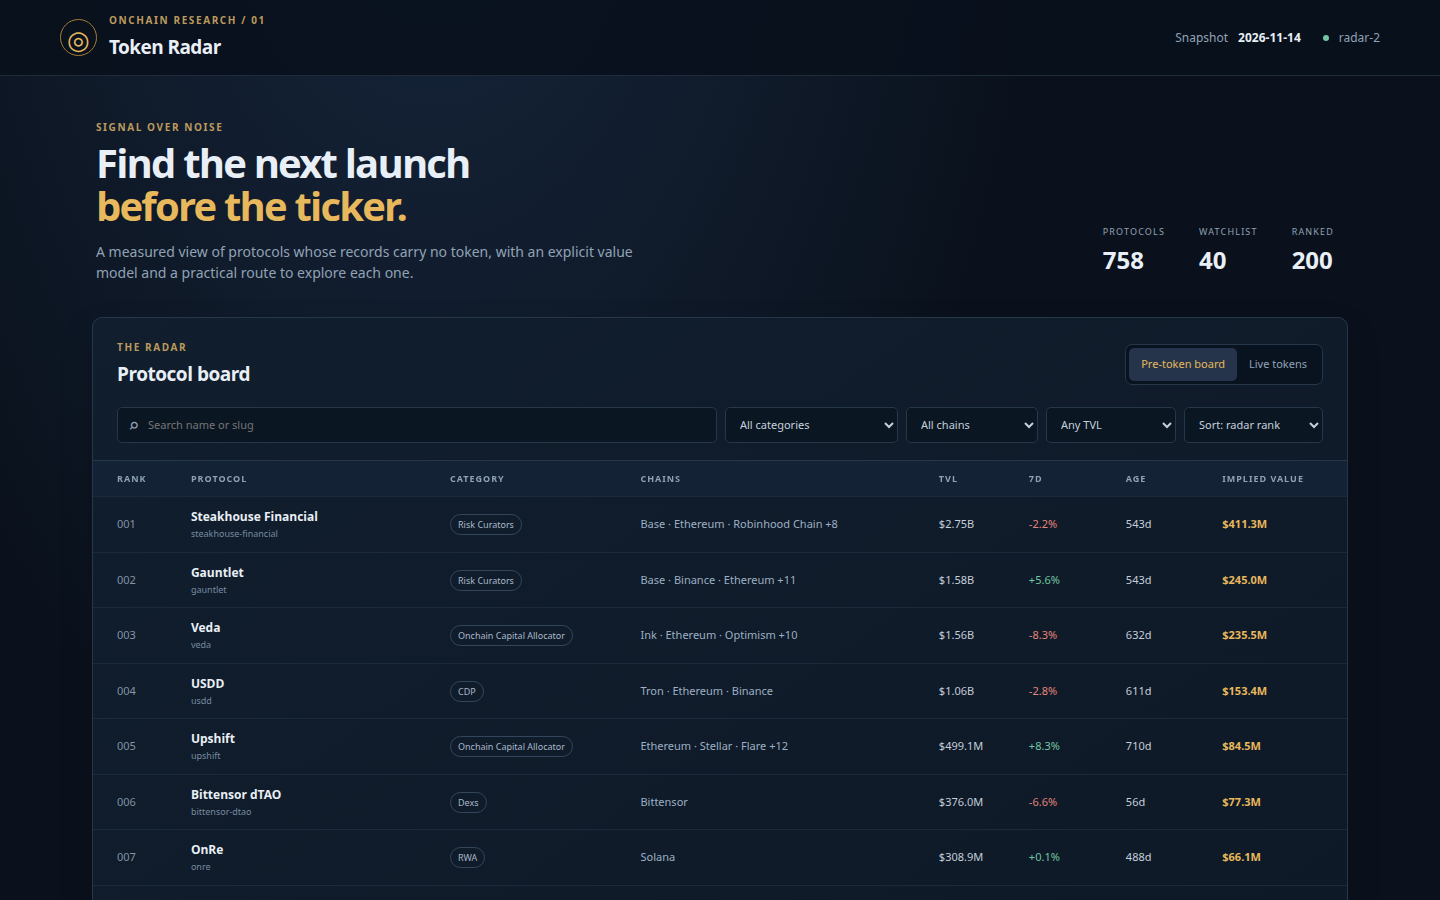 ONCHAIN RESEARCH / 01
Token Radar
Snapshot 2026-11-14 radar-2
SIGNAL OVER NOISE
Find the next launch
before the ticker.
A measured view of protocols whose records carry no token, with an explicit value
model and a practical route to explore each one.
PROTOCOLS WATCHLIST RANKED
758 40 200
THE RADAR
Protocol board
Pre-token board Live tokens
Search name or slug All categories All chains Any TVL Sort: radar rank
RANK PROTOCOL CATEGORY CHAINS TVL 7D AGE IMPLIED VALUE
001 Steakhouse Financial Risk Curators Base · Ethereum · Robinhood Chain +8 $2.75B -2.2% 543d $411.3M
steakhouse-financial
002 Gauntlet Risk Curators Base · Binance · Ethereum +11 $1.58B +5.6% 543d $245.0M
gauntlet
003 Veda Onchain Capital Allocator Ink · Ethereum · Optimism +10 $1.56B -8.3% 632d $235.5M
veda
004 USDD CDP Tron · Ethereum · Binance $1.06B -2.8% 611d $153.4M
usdd
005 Upshift Onchain Capital Allocator Ethereum · Stellar · Flare +12 $499.1M +8.3% 710d $84.5M
upshift
006 Bittensor dTAO Dexs Bittensor $376.0M -6.6% 56d $77.3M
bittensor-dtao
007 OnRe RWA Solana $308.9M +0.1% 488d $66.1M
onre